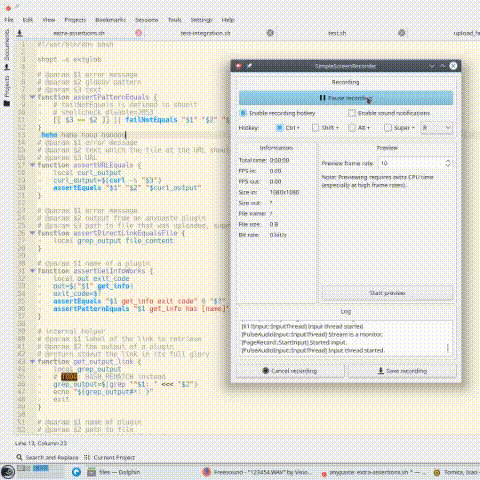 File Edit View Projects Bookmarks Sessions Tools Settings Help
extra-assertions.sh
test-integration.sh
test.sh
upload_fa
Documents
Projects
#!/usr/bin/env bash
shopt -s extglob
# @param $1 error message
# @param $2 globby pattern
# @param $3 text
function assertPatternEquals {
# failNotEquals is defined in shunit
# shellcheck disable=2053
[[ $3 == $2 ]] || failNotEquals "$1" "$2" "$
hehe
# @param $1 error message
# @param $2 text which the file at the URL shou
# @param $3 URL
function assertURLEquals {
local curl_output
curl_output=$(curl -s "$3")
assertEquals "$1" "$2" "$curl_output"
}
# @param $1 error message
# @param $2 output from an anypaste plugin
# @param $3 path to file that was uploaded, supp
function assertDirectLinkEqualsFile {
local grep_output file_content
}
# @param $1 name of a plugin
function assertGetInfoWorks {
local out exit_code
out=$("$1" get_info)
exit_code=$?
assertEquals "$1 get_info exit code" 0 "$?"
assertPatternEquals "$1 get_info has [name]"
}
# internal helper
# @param $1 label of the link to retrieve
# @param $2 the output of a plugin
# @return stdout the link in its full glory
function get_output_link {
local grep_output
# TODO: BASH_REMATCH instead
grep_output=$(grep "^$1: " <<< "$2")
echo "${grep_output#*: }"
exit
}
# @param $1 name of plugin
# @param $2 path to file
Line 13, Column 23
Search and Replace
Current Project
SimpleScreenRecorder
Recording
Pause recording
Enable recording hotkey
Enable sound notifications
Hotkey: Ctrl + Shift + Alt + Super + R
Information
Total time: 0:00:00
FPS in: 0.00
FPS out: 0.00
Size in: 1080x1080
Size out: ?
File name: ?
File size: 0 B
Bit rate: 0 bit/s
Preview
Preview frame rate: 10
Note: Previewing requires extra CPU time (especially at high frame rates).
Start preview
Log
[X11Input::InputThread] Input thread started.
[PulseAudioInput::InputThread] Stream is a monitor.
[PageRecord::StartInput] Started input.
[PulseAudioInput::InputThread] Input thread started.
Cancel recording
Save recording
files — Dolphin
Freesound - "123454.WAV" by Visio...
anypaste: extra-assertions.sh * — ...
Tomita, Isao -